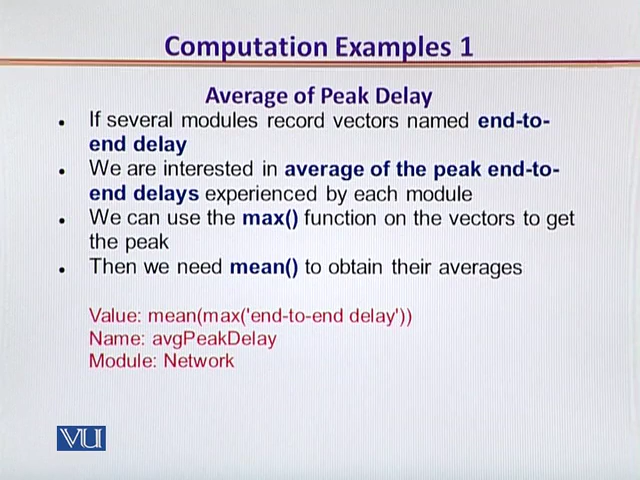 Computation Examples 1
Average of Peak Delay
• If several modules record vectors named end-to-
end delay
• We are interested in average of the peak end-to-
end delays experienced by each module
• We can use the max() function on the vectors to get
the peak
• Then we need mean() to obtain their averages
Value: mean(max('end-to-end delay'))
Name: avgPeakDelay
Module: Network
VU